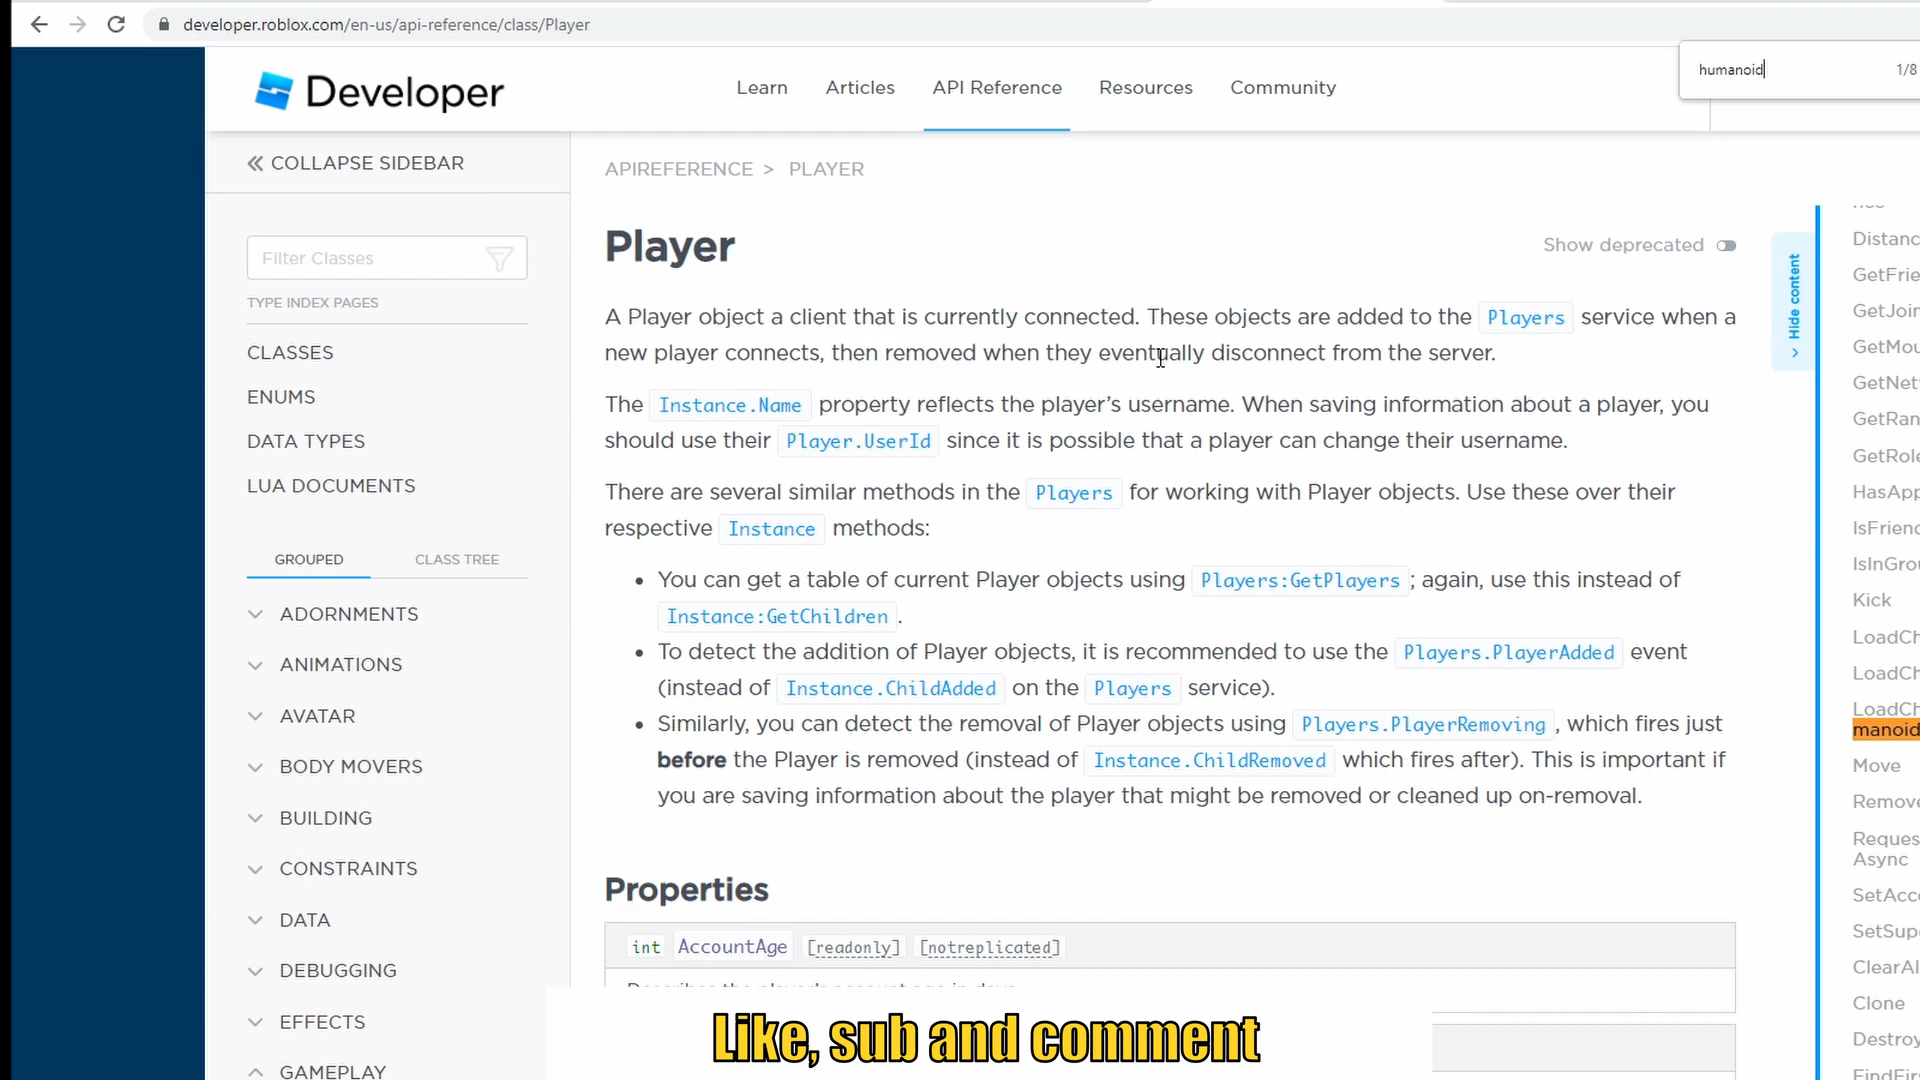 developer.roblox.com/en-us/api-reference/class/Player
humanoid 1/8
Developer
Learn Articles API Reference Resources Community
COLLAPSE SIDEBAR
Filter Classes
TYPE INDEX PAGES
CLASSES
ENUMS
DATA TYPES
LUA DOCUMENTS
GROUPED CLASS TREE
ADORNMENTS
ANIMATIONS
AVATAR
BODY MOVERS
BUILDING
CONSTRAINTS
DATA
DEBUGGING
EFFECTS
GAMEPLAY
APIREFERENCE > PLAYER
Player
Show deprecated
A Player object a client that is currently connected. These objects are added to the Players service when a
new player connects, then removed when they eventually disconnect from the server.
The Instance.Name property reflects the player's username. When saving information about a player, you
should use their Player.UserId since it is possible that a player can change their username.
There are several similar methods in the Players for working with Player objects. Use these over their
respective Instance methods:
• You can get a table of current Player objects using Players:GetPlayers; again, use this instead of
Instance:GetChildren.
• To detect the addition of Player objects, it is recommended to use the Players.PlayerAdded event
(instead of Instance.ChildAdded on the Players service).
• Similarly, you can detect the removal of Player objects using Players.PlayerRemoving, which fires just
before the Player is removed (instead of Instance.ChildRemoved which fires after). This is important if
you are saving information about the player that might be removed or cleaned up on-removal.
Properties
int AccountAge [readonly] [notreplicated]
Hide content
Distanc
GetFrie
GetJoin
GetMou
GetNetw
GetRan
GetRole
HasApp
IsFrienc
IsInGrou
Kick
LoadCh
LoadCh
LoadCh
manoid
Move
Remove
Reques
Async
SetAcco
SetSupe
ClearAl
Clone
Destroy
FindFirs
Like, sub and comment